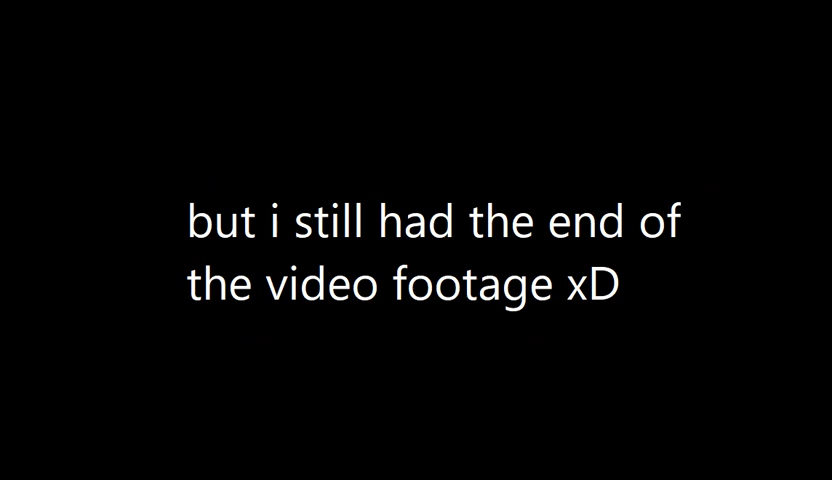 but i still had the end of
the video footage xD